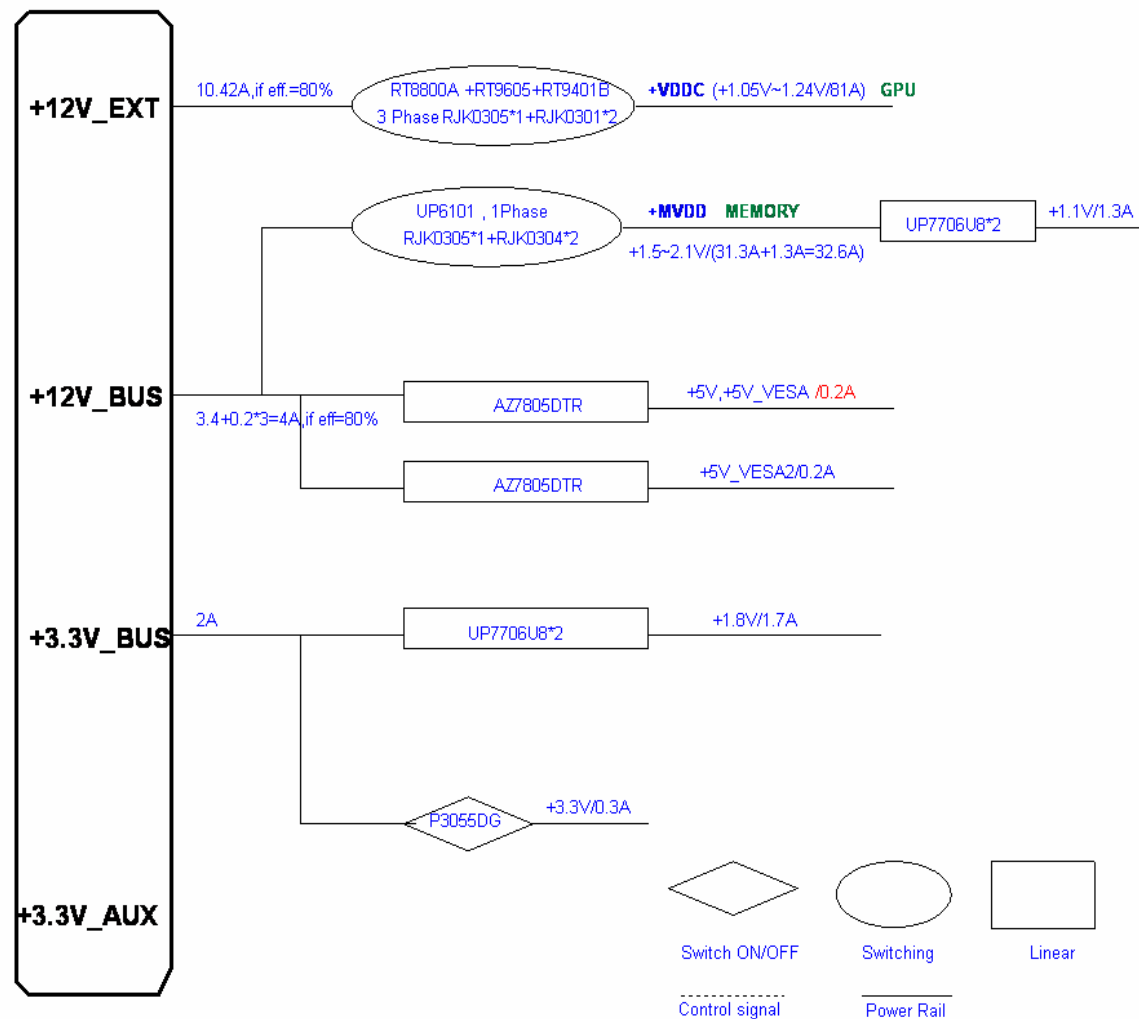 10.42A,if eff.=80%
RT8800A +RT9605+RT9401B
3 Phase RJK0305*1+RJK0301*2
+VDDC (+1.05V~1.24V/81A) GPU
+12V_EXT
UP6101 , 1Phase
RJK0305*1+RJK0304*2
+MVDD MEMORY
+1.5~2.1V/(31.3A+1.3A=32.6A)
UP7706U8*2
+1.1V/1.3A
+12V_BUS
3.4+0.2*3=4A,if eff=80%
AZ7805DTR
+5V,+5V_VESA /0.2A
AZ7805DTR
+5V_VESA2/0.2A
+3.3V_BUS
2A
UP7706U8*2
+1.8V/1.7A
P3055DG
+3.3V/0.3A
+3.3V_AUX
Switch ON/OFF
Switching
Linear
Control signal
Power Rail